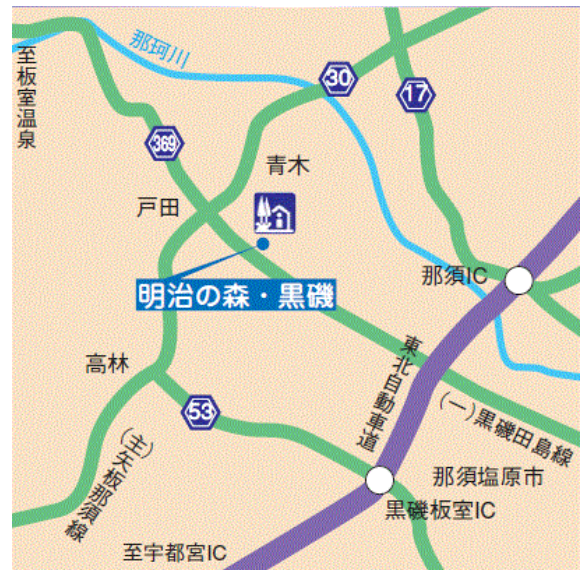 至板室温泉
那珂川
30
17
369
青木
戸田
那須IC
明治の森・黒磯
高林
53
東北自動車道
(一)黒磯田島線
(主)矢板那須線
那須塩原市
黒磯板室IC
至宇都宮IC